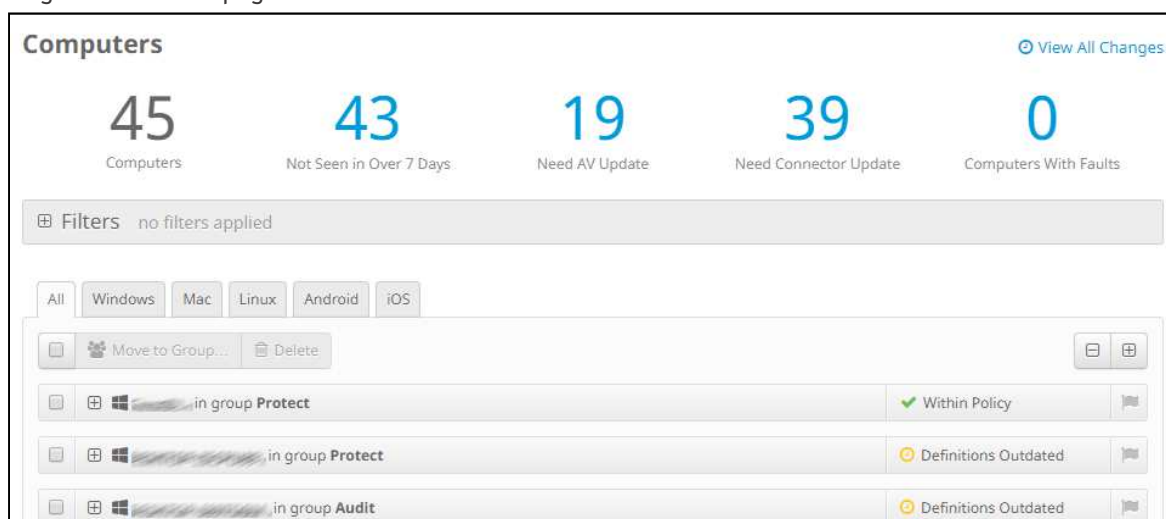 Computers
View All Changes
45 43 19 39 0
Computers Not Seen in Over 7 Days Need AV Update Need Connector Update Computers With Faults
Filters no filters applied
All Windows Mac Linux Android iOS
Move to Group... Delete
in group Protect Within Policy
in group Protect Definitions Outdated
in group Audit Definitions Outdated